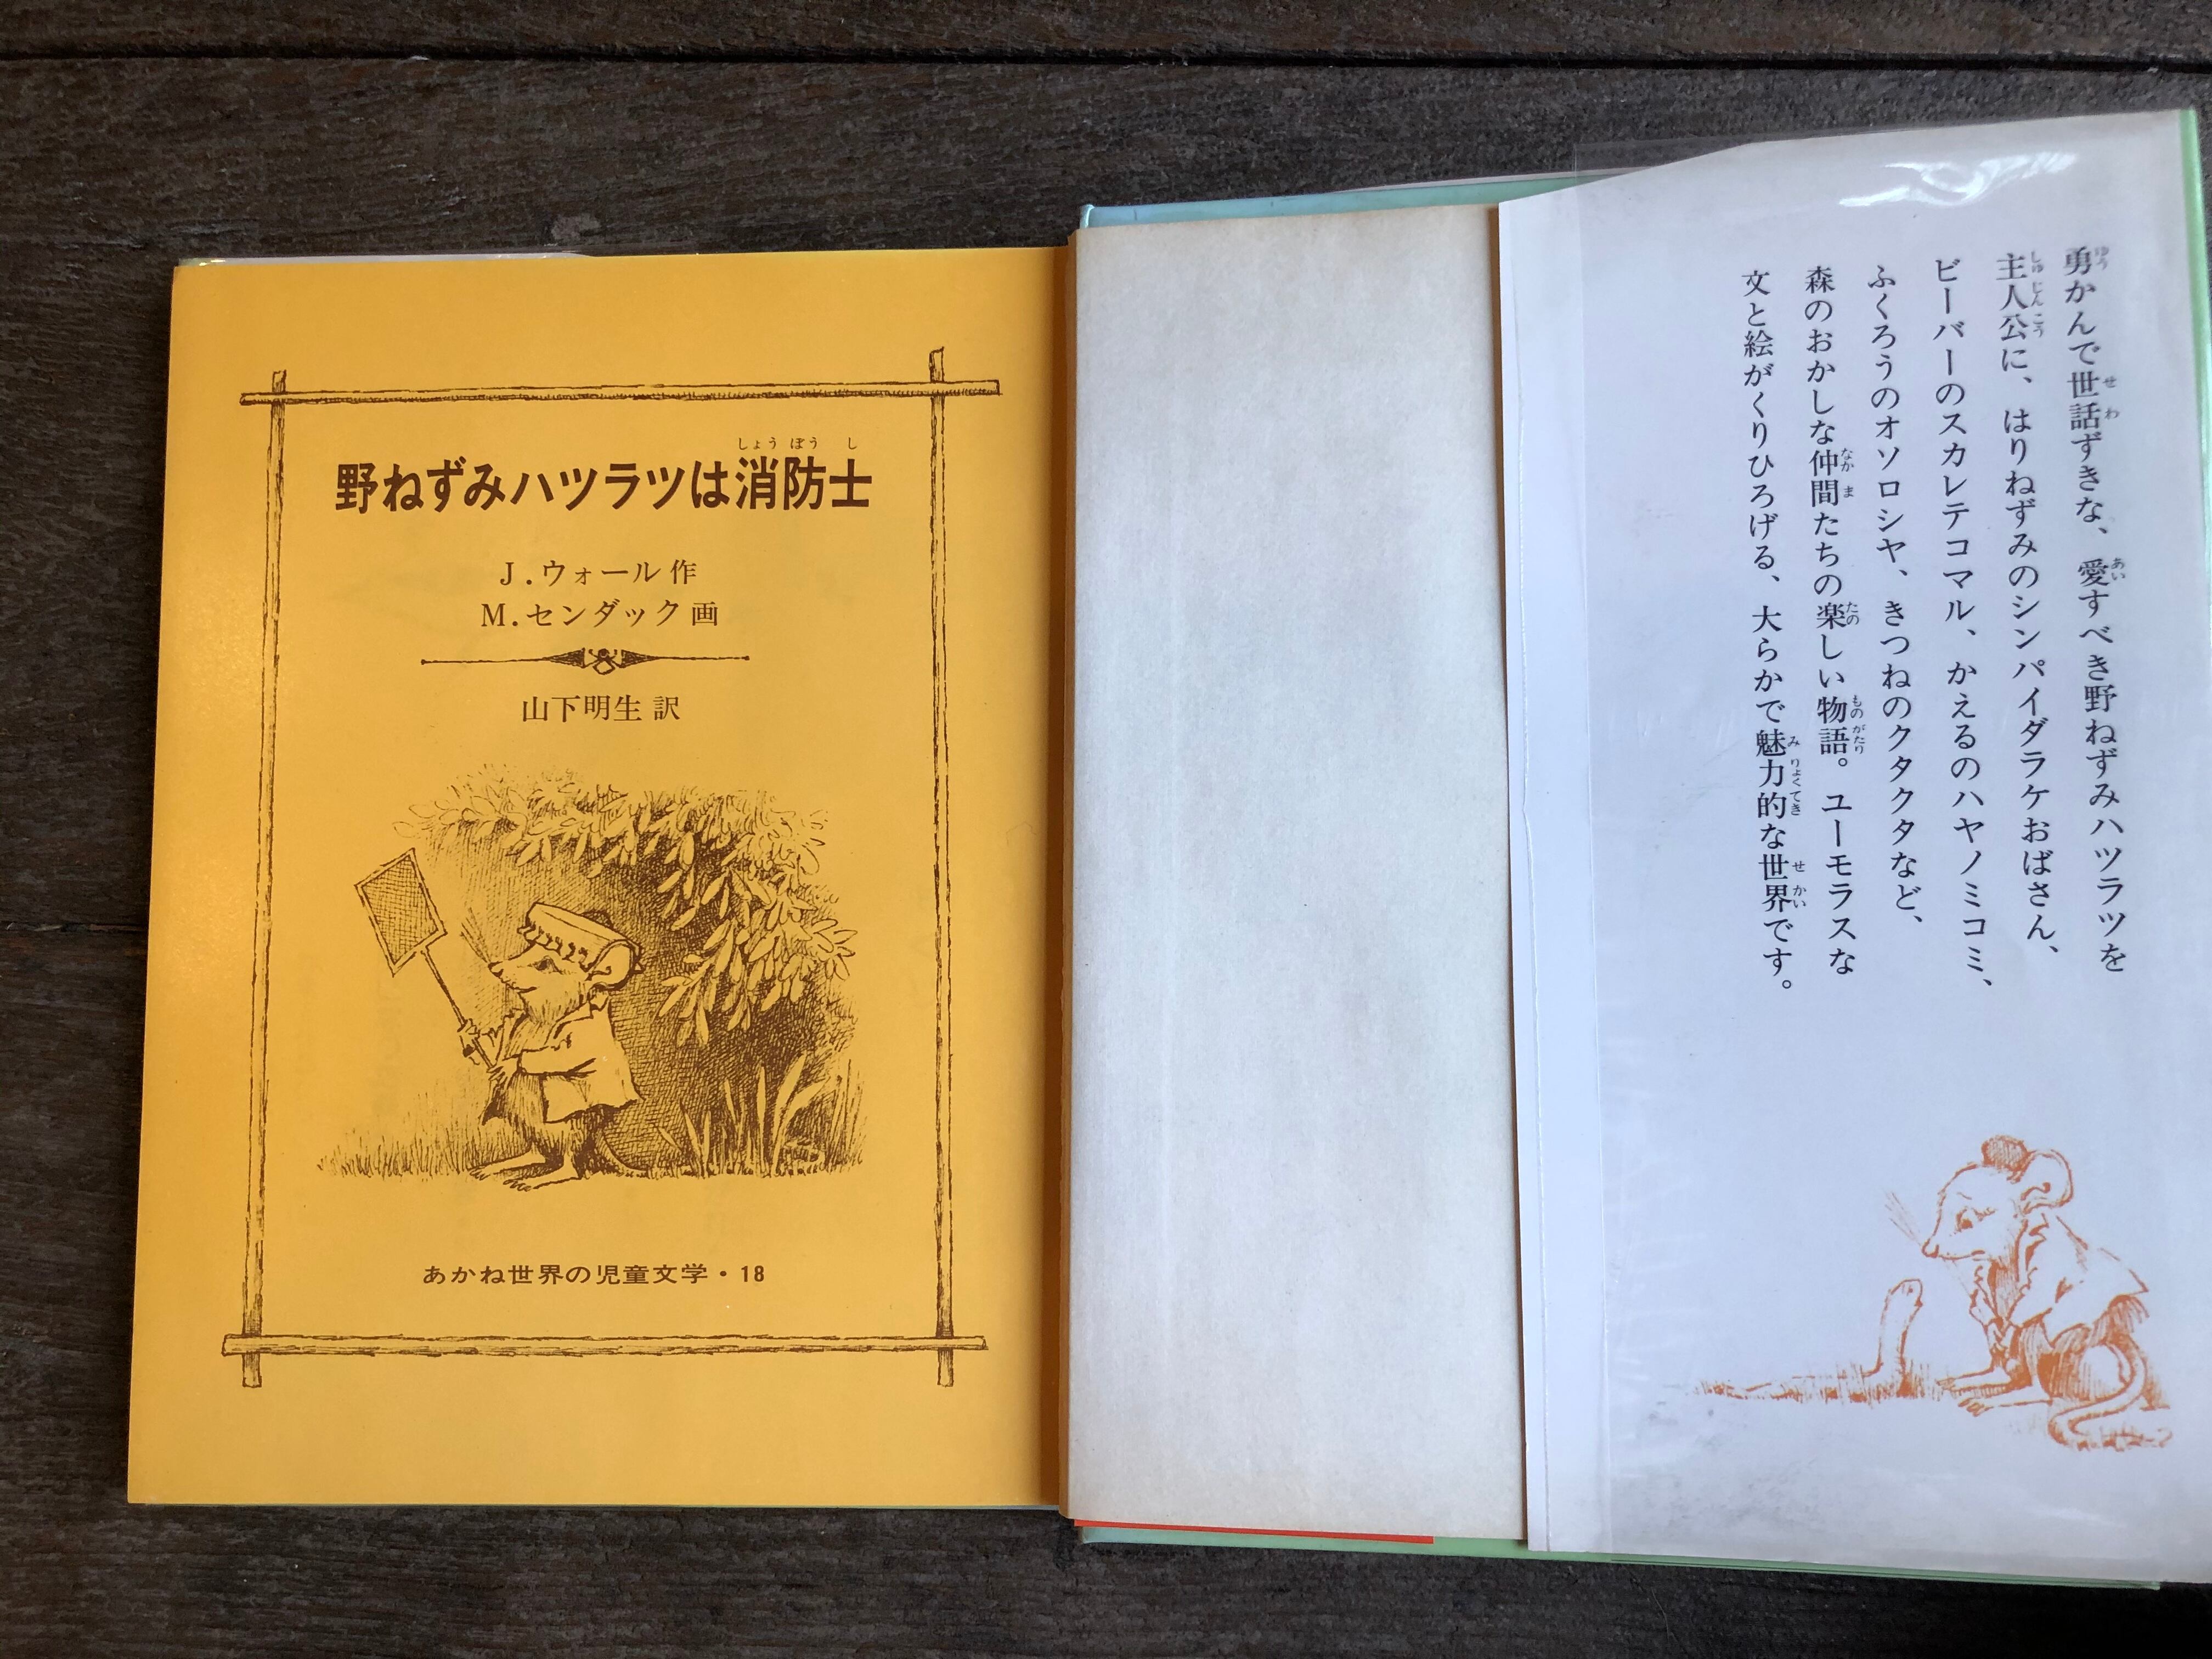 野ねずみハツラツは消防士
しょうぼうし
J.ウォール 作
M.センダック 画
山下明生 訳
あかね世界の児童文学・18
勇かんで世話ずきな、愛すべき野ねずみハツラツを
主人公に、はりねずみのシンパイダラケおばさん、
ビーバーのスカレテコマル、かえるのハヤノミコミ、
ふくろうのオソロシヤ、きつねのクタクタなど、
森のおかしな仲間たちの楽しい物語。ユーモラスな
文と絵がくりひろげる、大らかで魅力的な世界です。